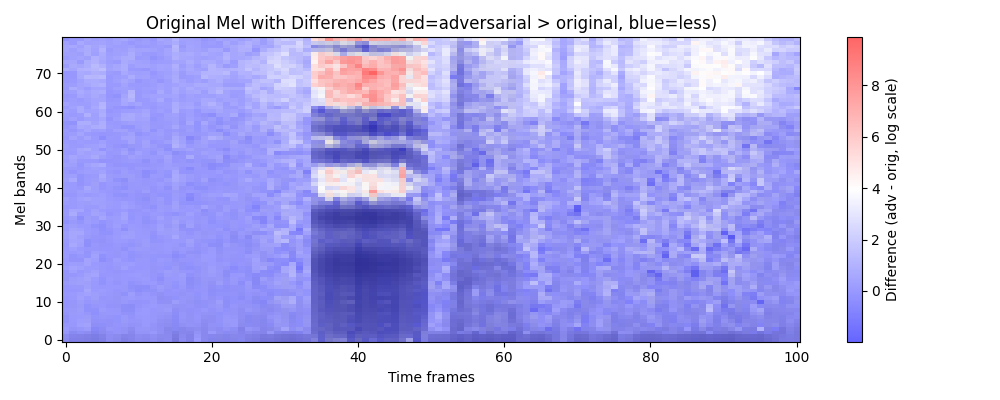 Original Mel with Differences (red=adversarial > original, blue=less)
Mel bands
70
60
50
40
30
20
10
0
0 20 40 60 80 100
Time frames
8
6
4
2
0
Difference (adv - orig, log scale)